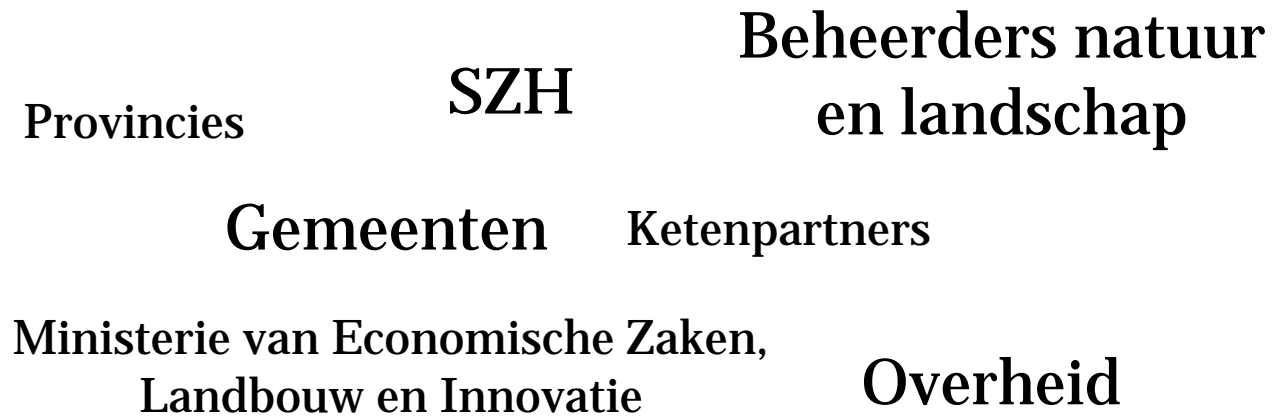 Beheerders natuur
en landschap
SZH
Provincies
Gemeenten
Ketenpartners
Ministerie van Economische Zaken,
Landbouw en Innovatie
Overheid